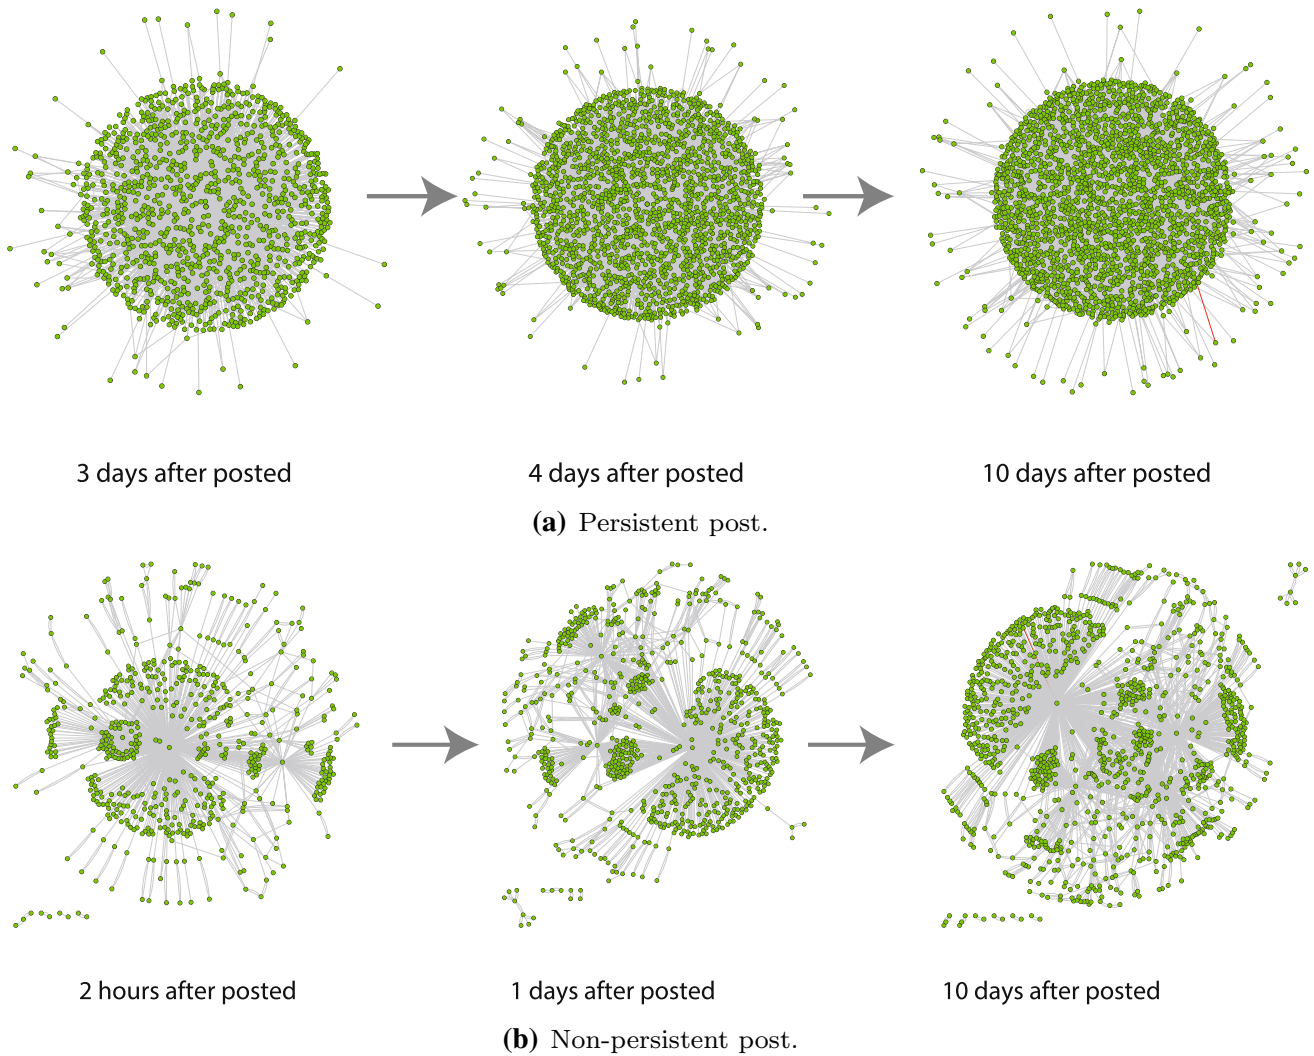 3 days after posted
4 days after posted
10 days after posted
(a) Persistent post.
2 hours after posted
1 days after posted
10 days after posted
(b) Non-persistent post.